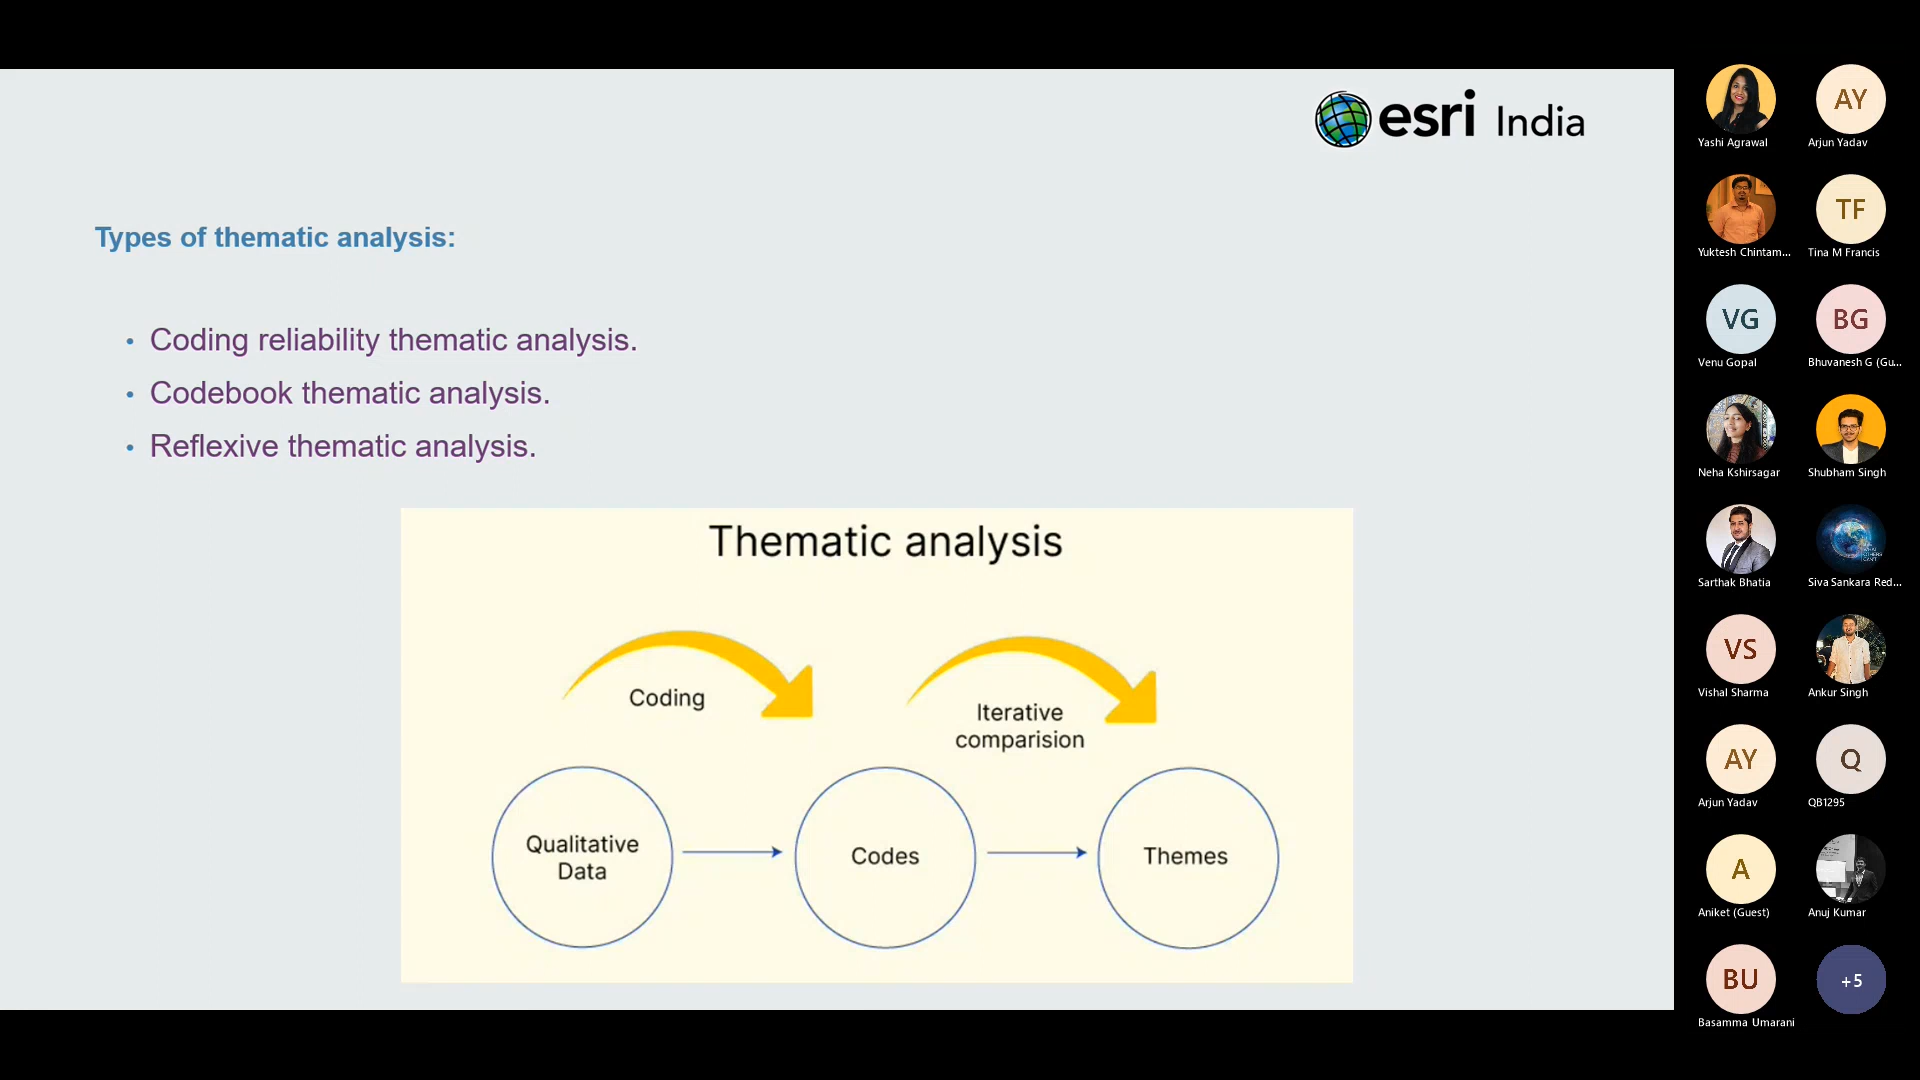 esri India
Types of thematic analysis:
• Coding reliability thematic analysis.
• Codebook thematic analysis.
• Reflexive thematic analysis.
Thematic analysis
Coding
Iterative
comparision
Qualitative
Data
Codes
Themes
Yashi Agrawal
AY
Arjun Yadav
Yuktesh Chintam...
TF
Tina M Francis
VG
Venu Gopal
BG
Bhuvanesh G (Gu...
Neha Kshirsagar
Shubham Singh
Sarthak Bhatia
Siva Sankara Red...
VS
Vishal Sharma
Ankur Singh
AY
Arjun Yadav
Q
QB1295
A
Aniket (Guest)
Anuj Kumar
BU
Basamma Umarani
+5